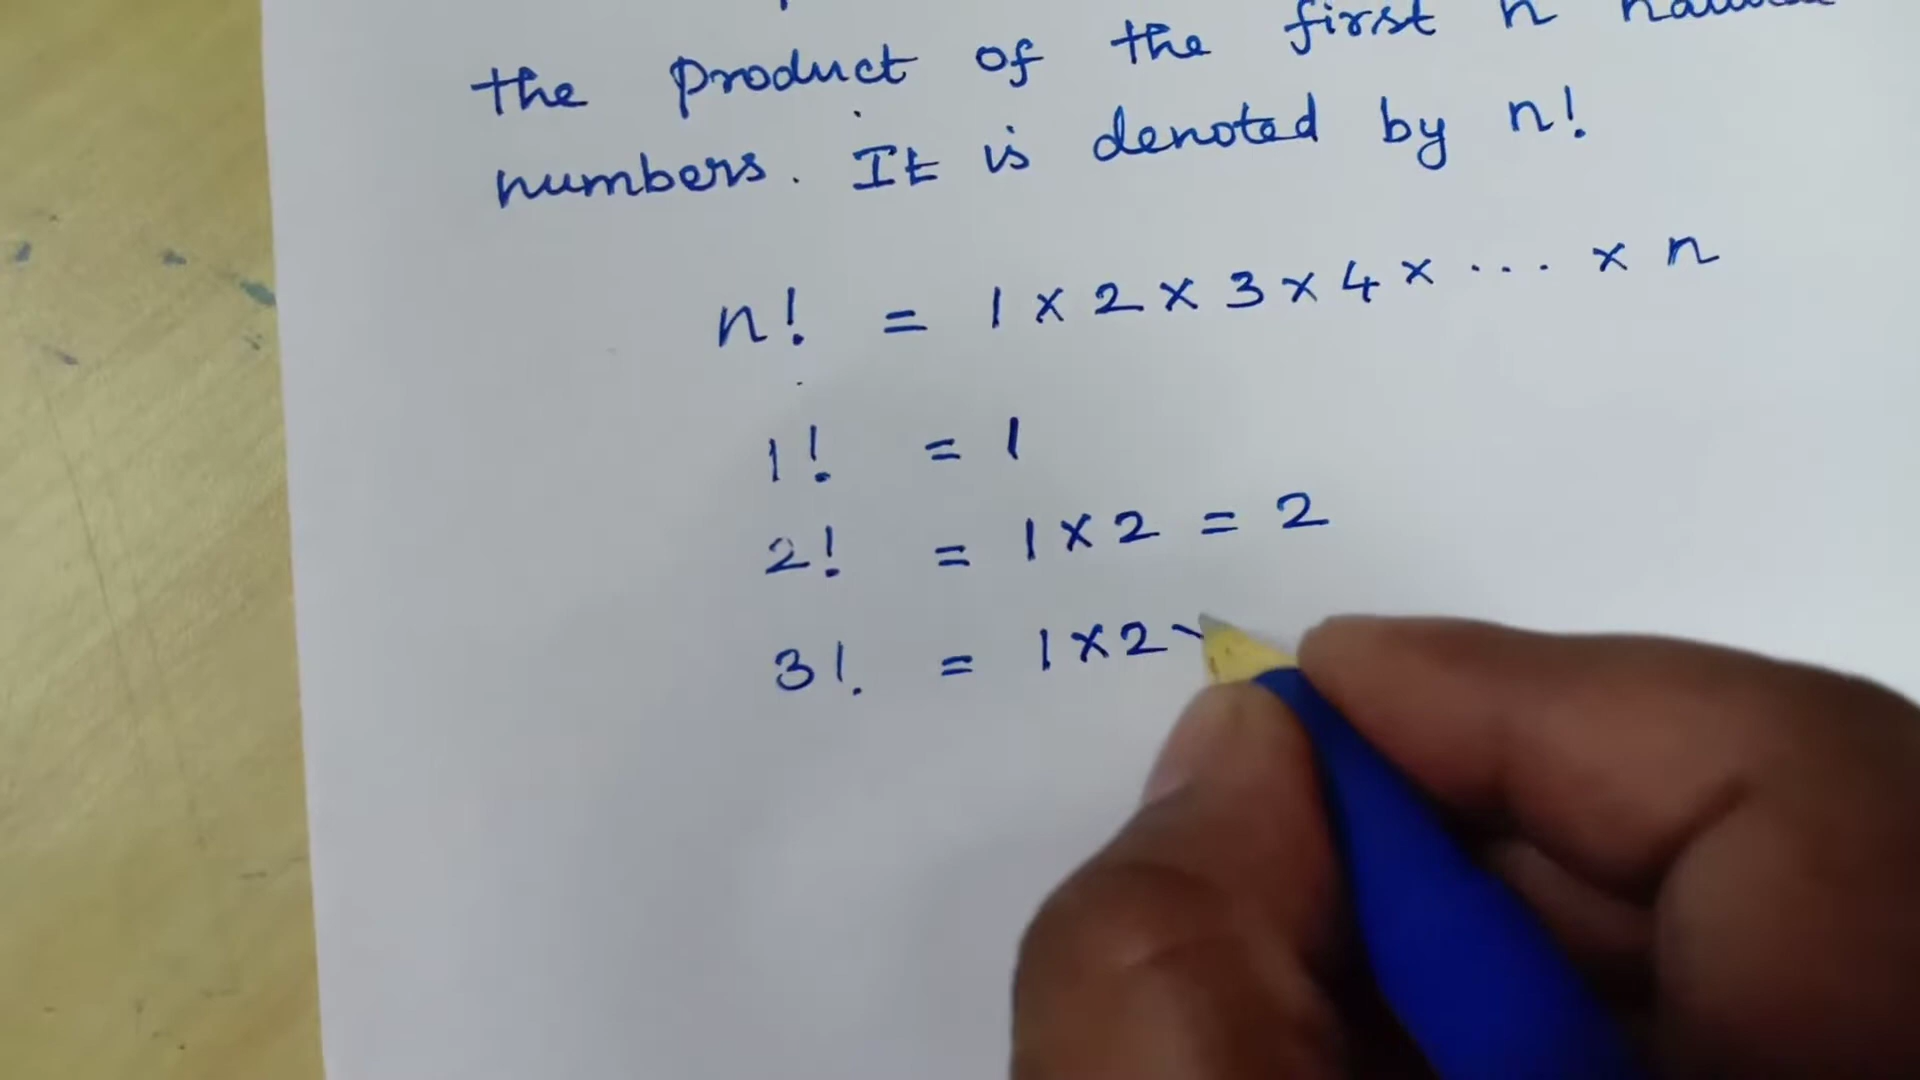 the product of the first n
numbers. It is denoted by n!
n! = 1 × 2 × 3 × 4 × ... × n
1! = 1
2! = 1 × 2 = 2
3! = 1 × 2